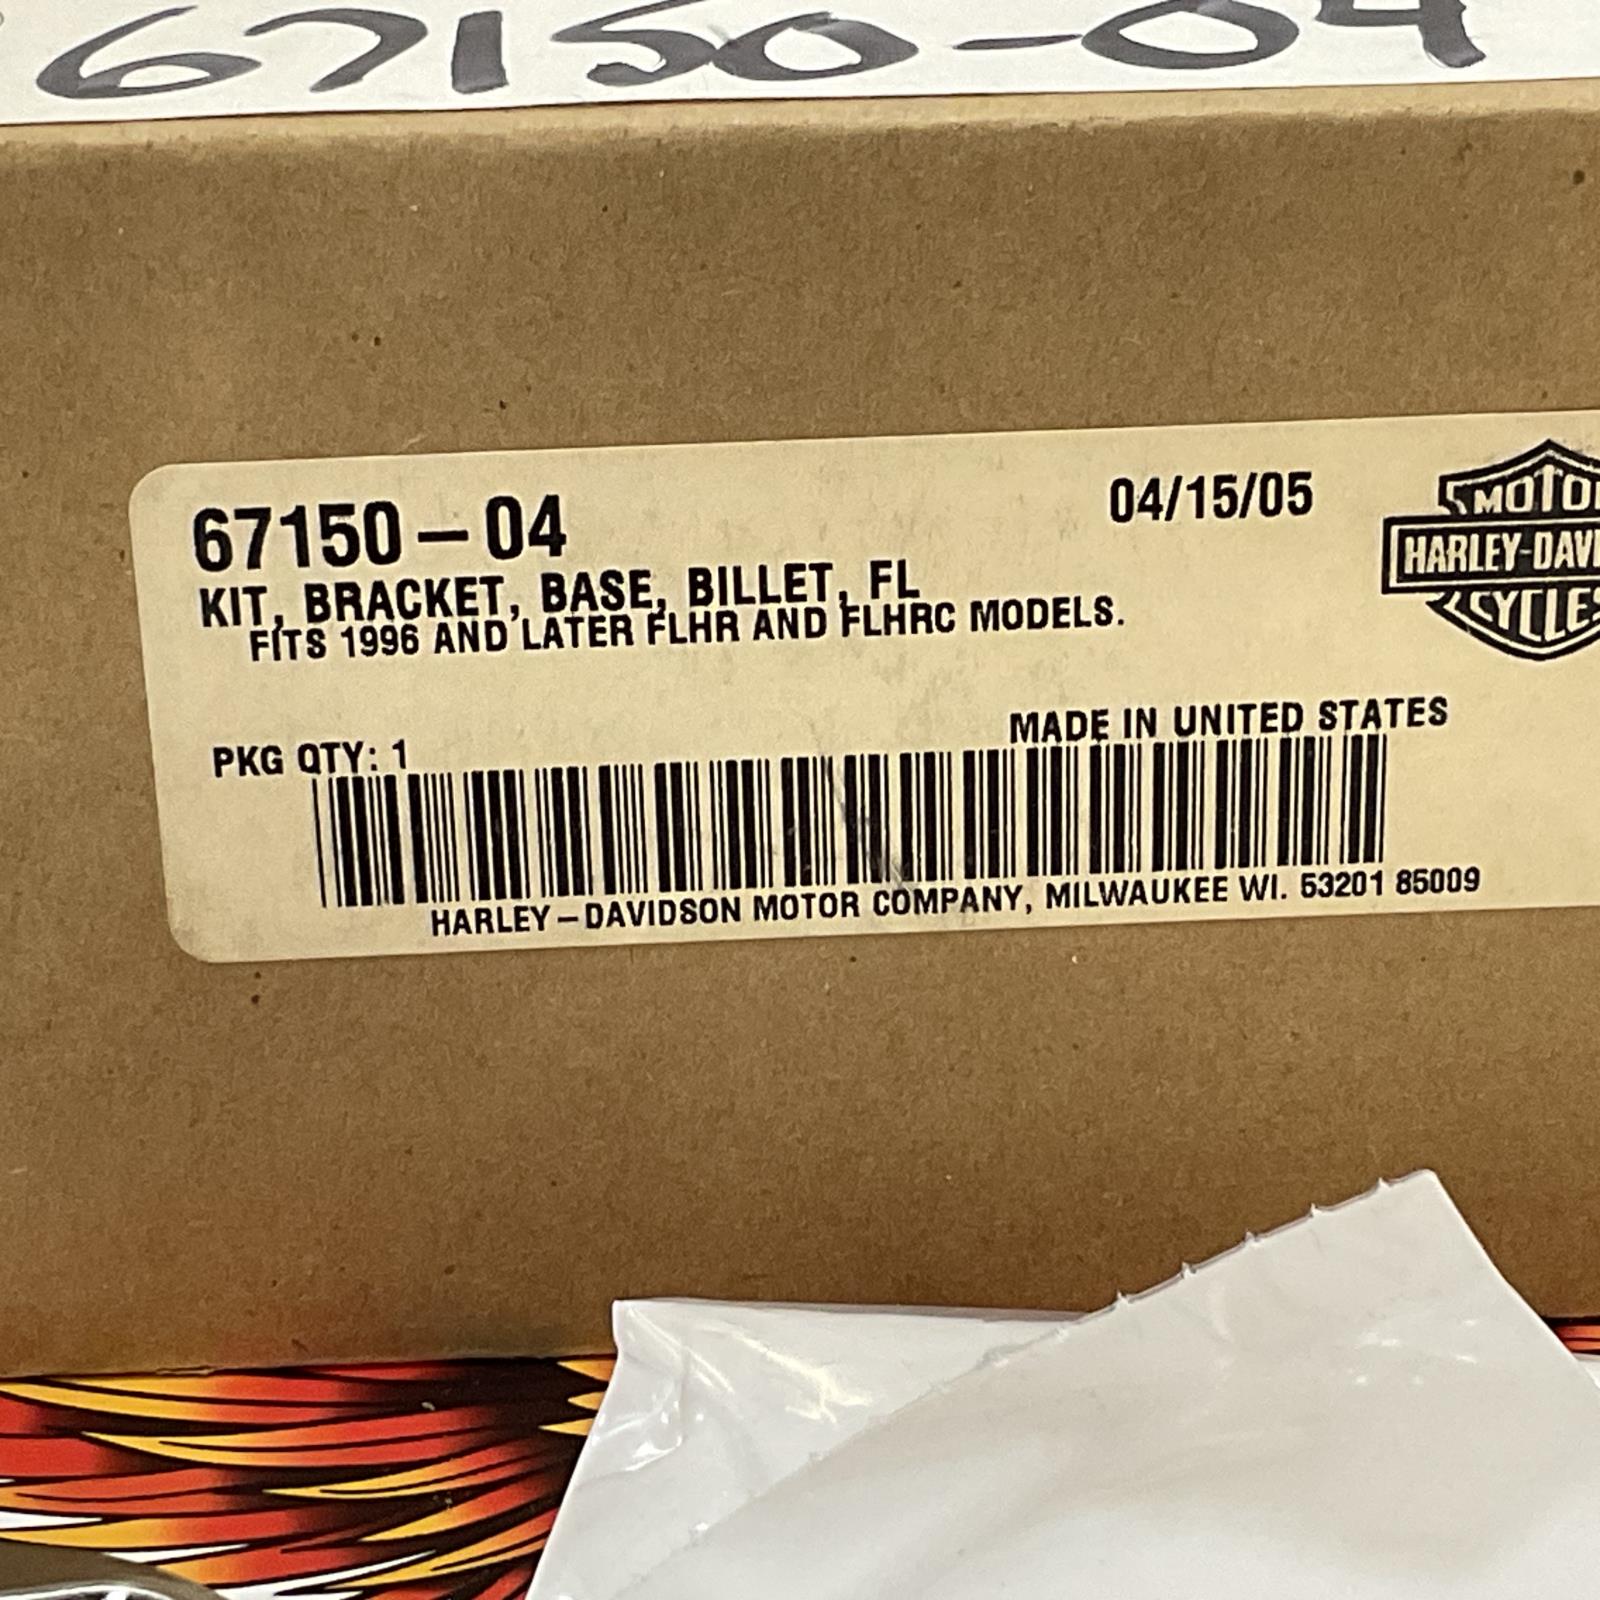 67150-04
67150-04
04/15/05
KIT, BRACKET, BASE, BILLET, FL
FITS 1996 AND LATER FLHR AND FLHRC MODELS.
MOTOR
HARLEY-DAVI
CYCLES
MADE IN UNITED STATES
PKG QTY: 1
HARLEY-DAVIDSON MOTOR COMPANY, MILWAUKEE WI. 53201 85009